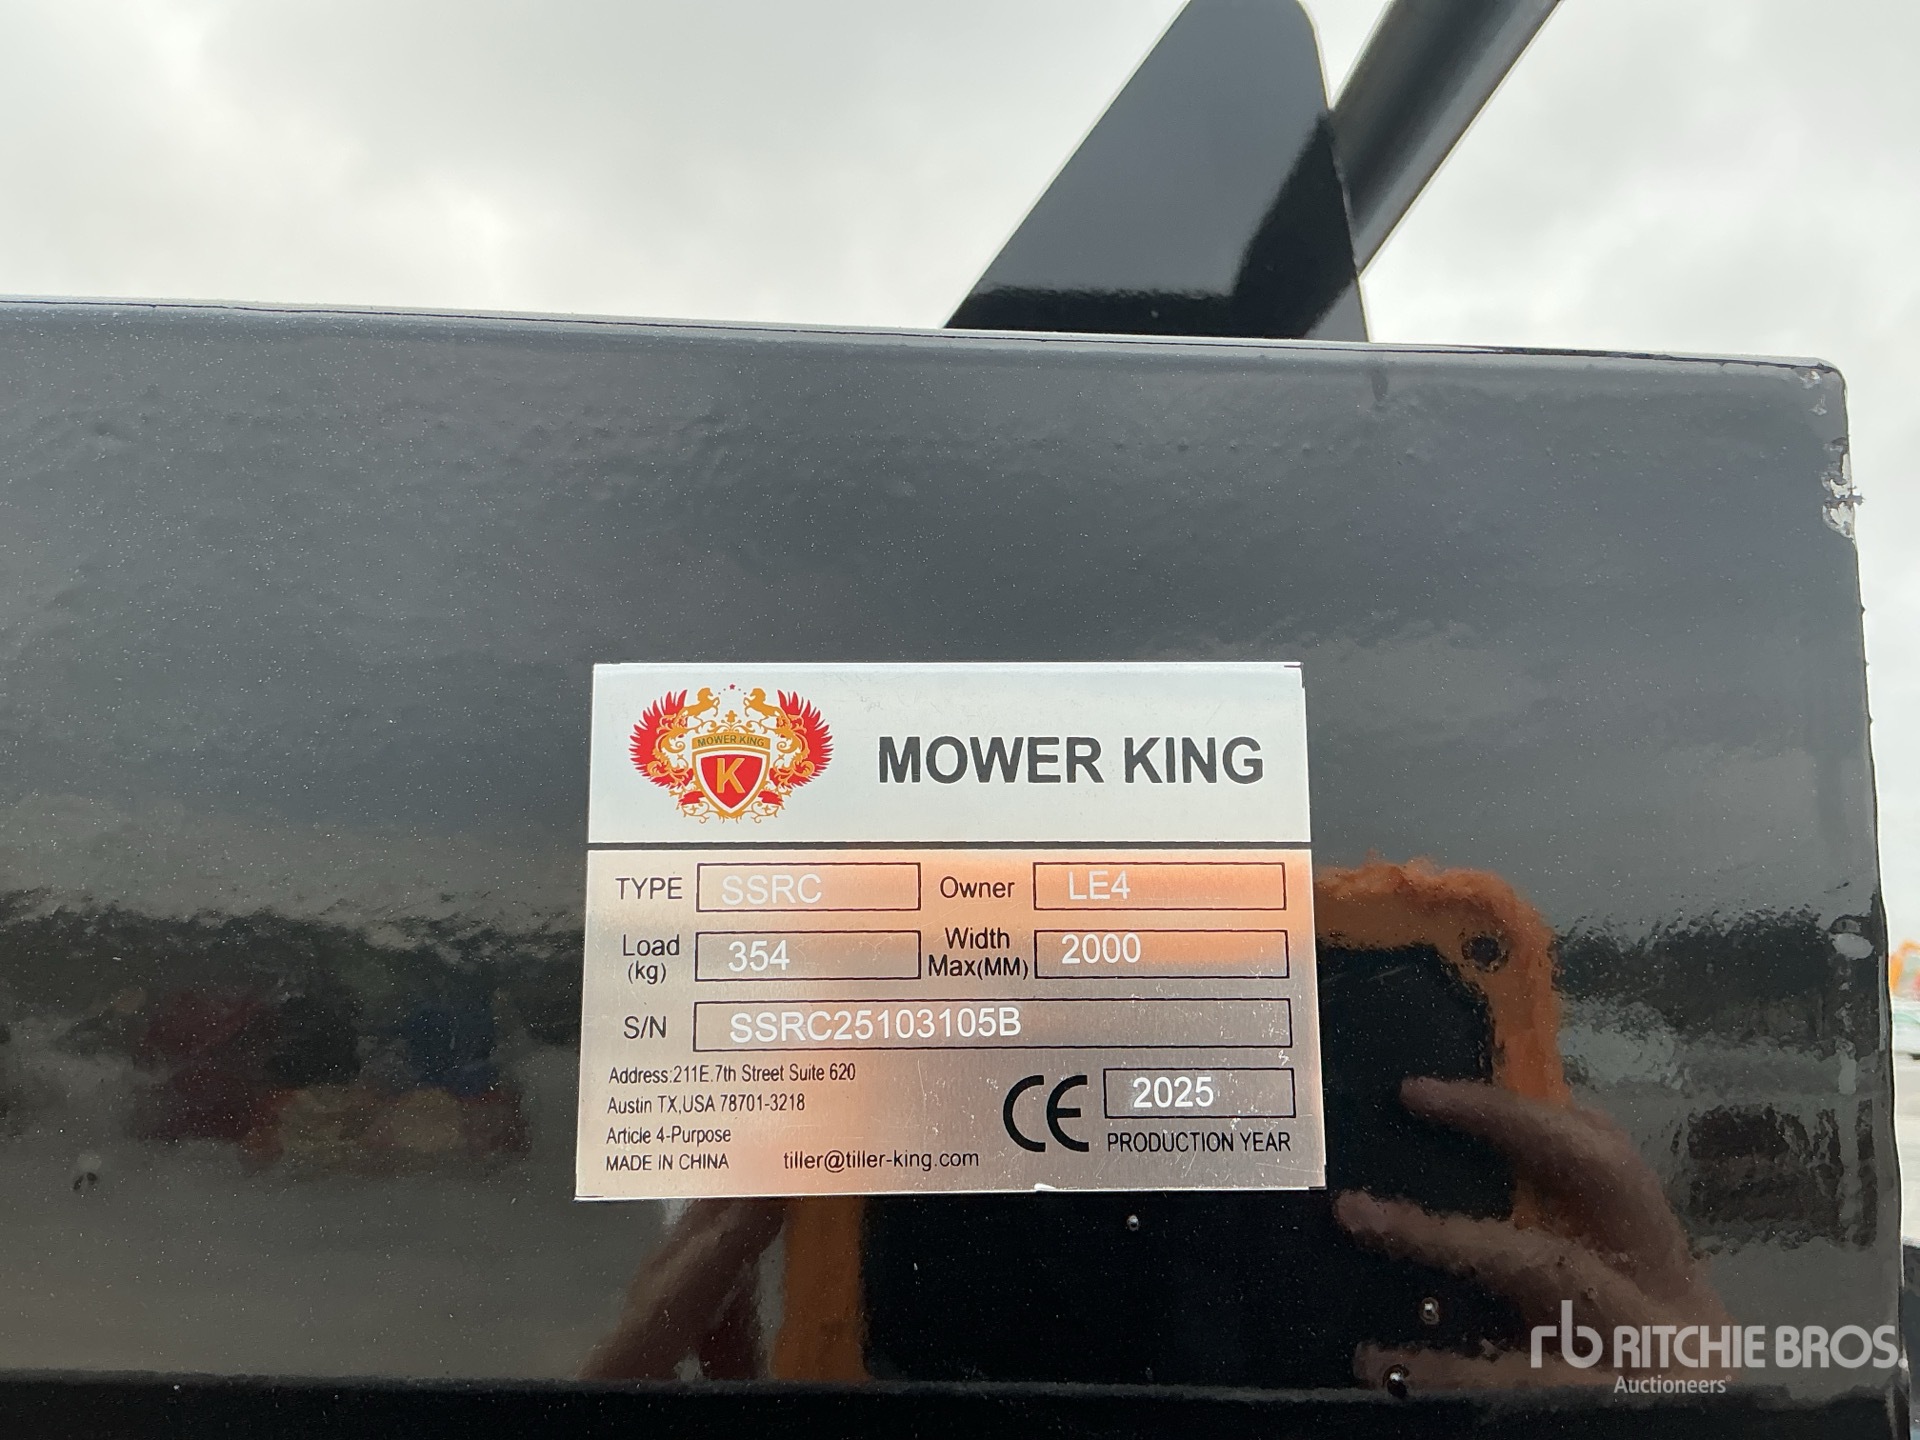 MOWER KING
K
MOWER KING
TYPE SSRC Owner LE4
Load (kg) 354 Width Max(MM) 2000
S/N SSRC25103105B
Address:211E.7th Street Suite 620
Austin TX,USA 78701-3218
Article 4-Purpose
MADE IN CHINA tiller@tiller-king.com
CE 2025
PRODUCTION YEAR
rb RITCHIE BROS.
Auctioneers